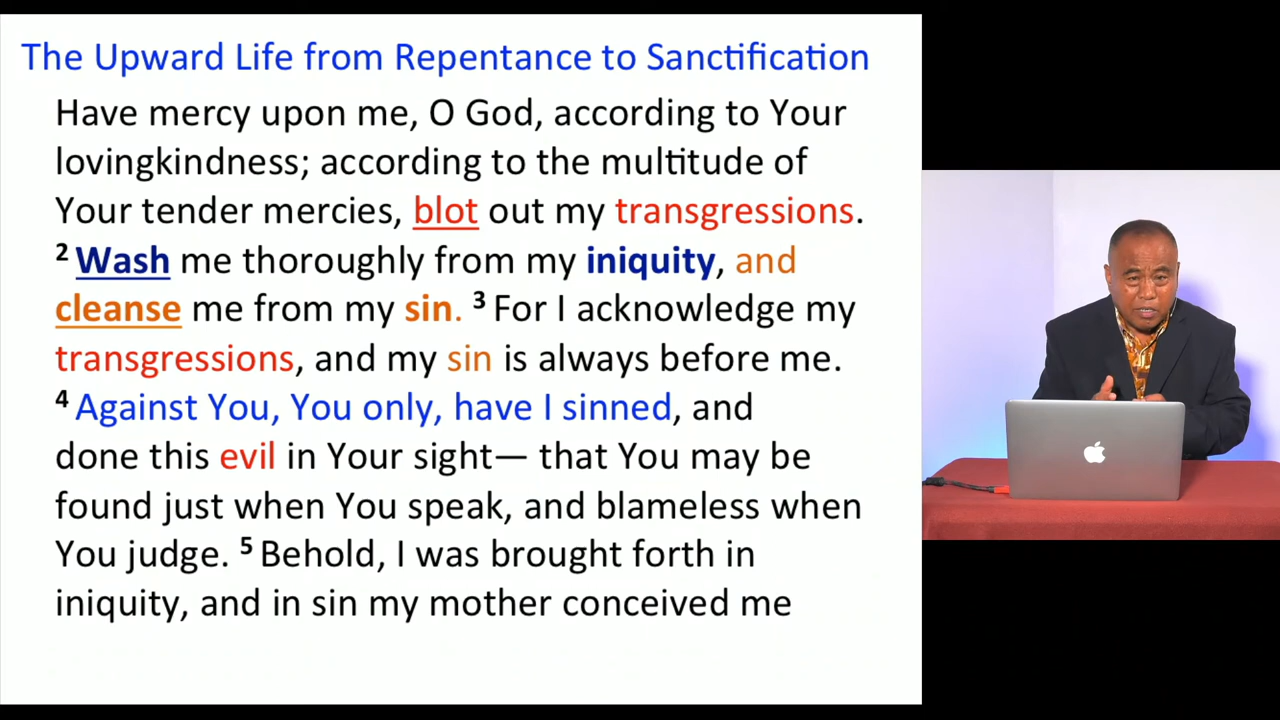 The Upward Life from Repentance to Sanctification
Have mercy upon me, O God, according to Your
lovingkindness; according to the multitude of
Your tender mercies, blot out my transgressions.
2 Wash me thoroughly from my iniquity, and
cleanse me from my sin. 3 For I acknowledge my
transgressions, and my sin is always before me.
4 Against You, You only, have I sinned, and
done this evil in Your sight— that You may be
found just when You speak, and blameless when
You judge. 5 Behold, I was brought forth in
iniquity, and in sin my mother conceived me